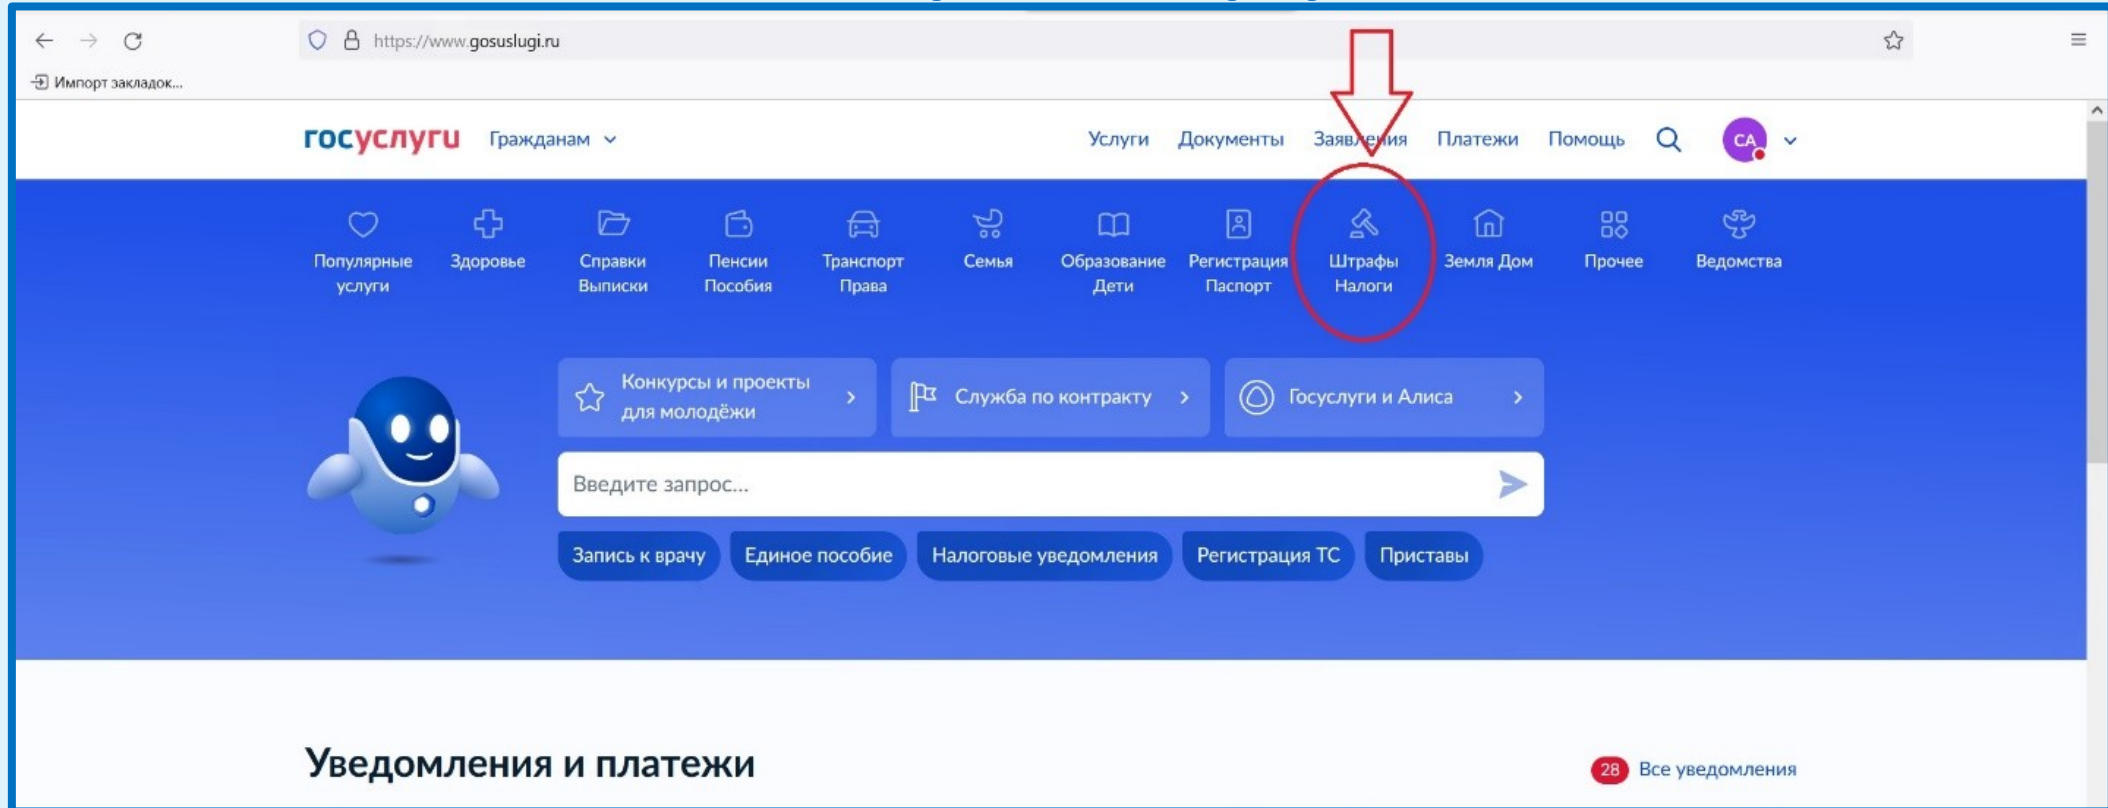 https://www.gosuslugi.ru
Импорт закладок...
госуслуги Гражданам Услуги Документы Заявления Платежи Помощь СА
Популярные услуги
Здоровье
Справки Выписки
Пенсии Пособия
Транспорт Права
Семья
Образование Дети
Регистрация Паспорт
Штрафы Налоги
Земля Дом
Прочее
Ведомства
Конкурсы и проекты
для молодёжи
Служба по контракту
Госуслуги и Алиса
Введите запрос...
Запись к врачу Единое пособие Налоговые уведомления Регистрация ТС Приставы
Уведомления и платежи
28 Все уведомления